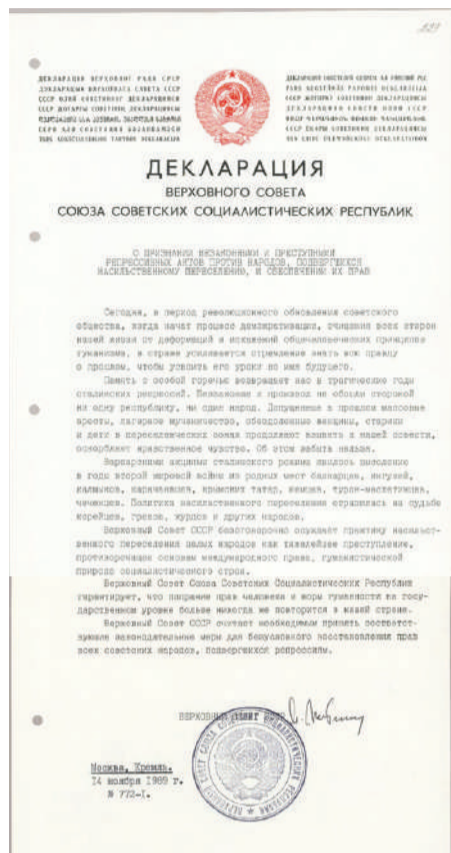 ДЕКЛАРАЦИЯ
ВЕРХОВНОГО СОВЕТА
СОЮЗА СОВЕТСКИХ СОЦИАЛИСТИЧЕСКИХ РЕСПУБЛИК
О ПРИЗНАНИИ НЕЗАКОННЫМИ И ПРЕСТУПНЫМИ
РЕПРЕССИВНЫХ АКТОВ ПРОТИВ НАРОДОВ, ПОДВЕРГШИХСЯ
НАСИЛЬСТВЕННОМУ ПЕРЕСЕЛЕНИЮ, И ОБЕСПЕЧЕНИИ ИХ ПРАВ
Сегодня, в период революционного обновления советского
общества, когда начат процесс демократизации, очищения всех сторон
нашей жизни от деформаций и искажений общечеловеческих принципов
гуманизма, в стране усиливается стремление знать всю правду
о прошлом, чтобы усвоить его уроки во имя будущего.
Память с особой горечью возвращает нас в трагические годы
сталинских репрессий. Беззаконие и произвол не обошли стороной
ни одну республику, ни один народ. Допущенные в прошлом массовые
аресты, лагерное мученичество, обездоленные женщины, старики
и дети в переселенческих зонах продолжают взывать к нашей совести,
оскорбляют нравственное чувство. Об этом забыть нельзя.
Варварскими акциями сталинского режима явилось выселение
в годы второй мировой войны из родных мест балкарцев, ингушей,
калмыков, карачаевцев, крымских татар, немцев, турок-месхетинцев,
чеченцев. Политика насильственного переселения отразилась на судьбе
корейцев, греков, курдов и других народов.
Верховный Совет СССР безоговорочно осуждает практику насильст-
венного переселения целых народов как тяжелейшее преступление,
противоречащее основам международного права, гуманистической
природе социалистического строя.
Верховный Совет Союза Советских Социалистических Республик
гарантирует, что попрание прав человека и норм гуманности на госу-
дарственном уровне больше никогда не повторится в нашей стране.
Верховный Совет СССР считает необходимым принять соответст-
вующие законодательные меры для безусловного восстановления прав
всех советских народов, подвергшихся репрессиям.
ВЕРХОВНЫЙ СОВЕТ СССР
Москва, Кремль.
14 ноября 1989 г.
№ 772-I.